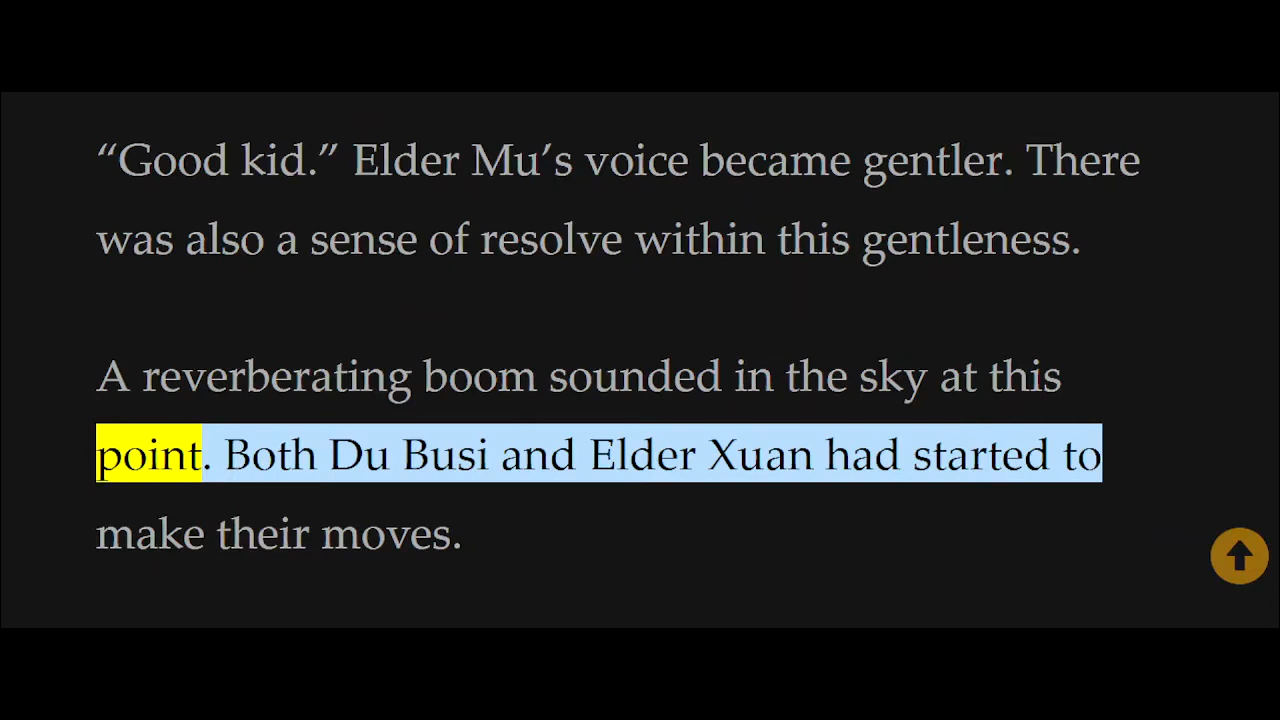 “Good kid.” Elder Mu’s voice became gentler. There
was also a sense of resolve within this gentleness.
A reverberating boom sounded in the sky at this
point. Both Du Busi and Elder Xuan had started to
make their moves.